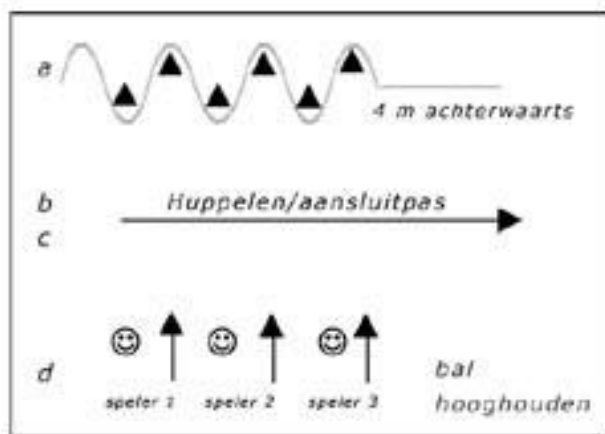 a
4 m achterwaarts
b Huppelen/aansluitpas
c
d
speler 1 speler 2 speler 3
bal
hooghouden